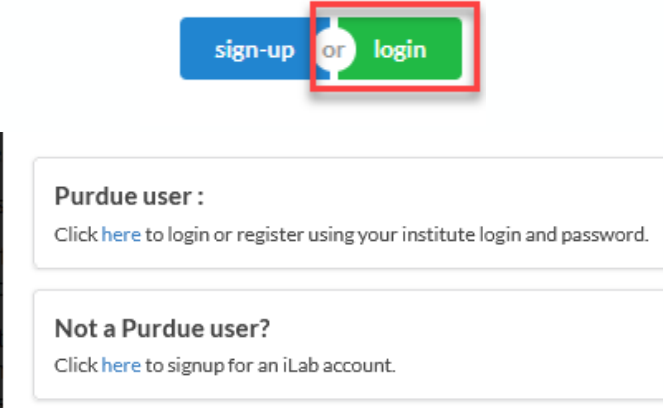 sign-up or login
Purdue user :
Click here to login or register using your institute login and password.
Not a Purdue user?
Click here to signup for an iLab account.